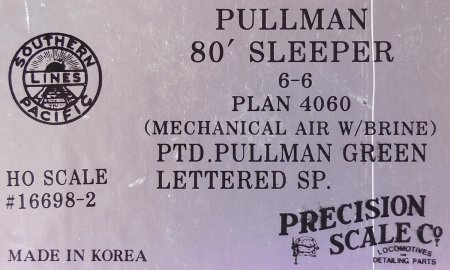 PULLMAN
80′ SLEEPER
6-6
PLAN 4060
(MECHANICAL AIR W/BRINE)
PTD.PULLMAN GREEN
LETTERED SP.
SOUTHERN
LINES
PACIFIC
HO SCALE
#16698-2
MADE IN KOREA
PRECISION
SCALE Co.
LOCOMOTIVES
DETAILING PARTS